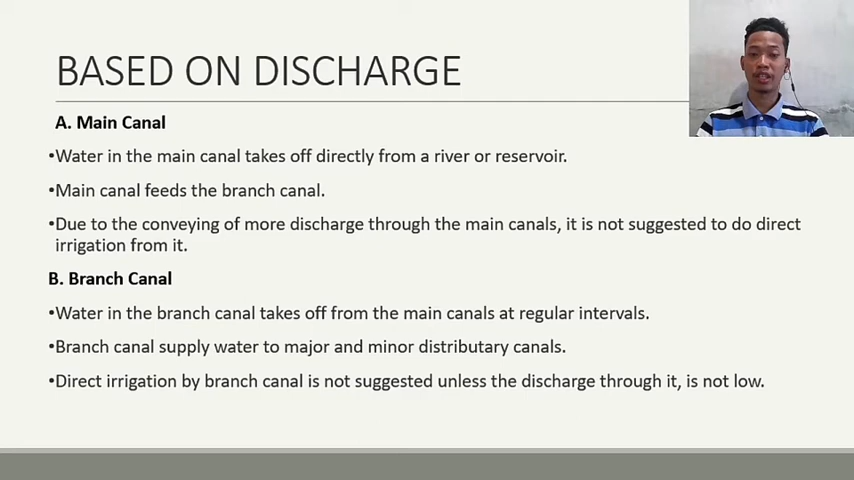 BASED ON DISCHARGE
A. Main Canal
•Water in the main canal takes off directly from a river or reservoir.
•Main canal feeds the branch canal.
•Due to the conveying of more discharge through the main canals, it is not suggested to do direct
irrigation from it.
B. Branch Canal
•Water in the branch canal takes off from the main canals at regular intervals.
•Branch canal supply water to major and minor distributary canals.
•Direct irrigation by branch canal is not suggested unless the discharge through it, is not low.